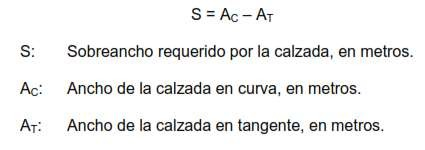 S = AC – AT
S: Sobreancho requerido por la calzada, en metros.
AC: Ancho de la calzada en curva, en metros.
AT: Ancho de la calzada en tangente, en metros.